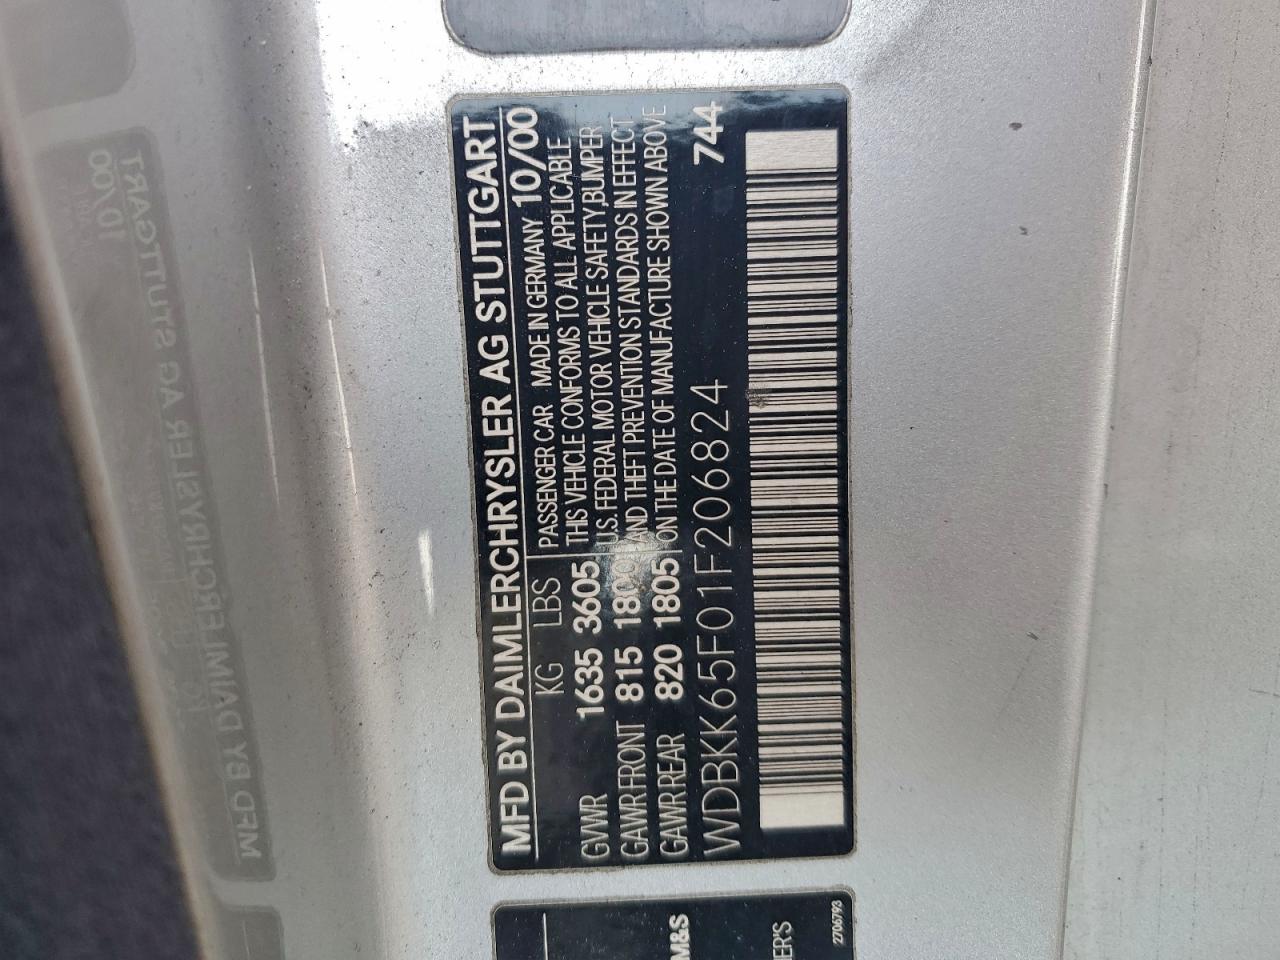 MFD BY DAIMLERCHRYSLER AG STUTTGART
KG LBS
GVWR 1635 3605
GAWR FRONT 815 1800
GAWR REAR 820 1805
PASSENGER CAR MADE IN GERMANY 10/00
THIS VEHICLE CONFORMS TO ALL APPLICABLE
U.S. FEDERAL MOTOR VEHICLE SAFETY, BUMPER
AND THEFT PREVENTION STANDARDS IN EFFECT
ON THE DATE OF MANUFACTURE SHOWN ABOVE
WDBKK65F01F206824 744
M&S
ER'S
2706793